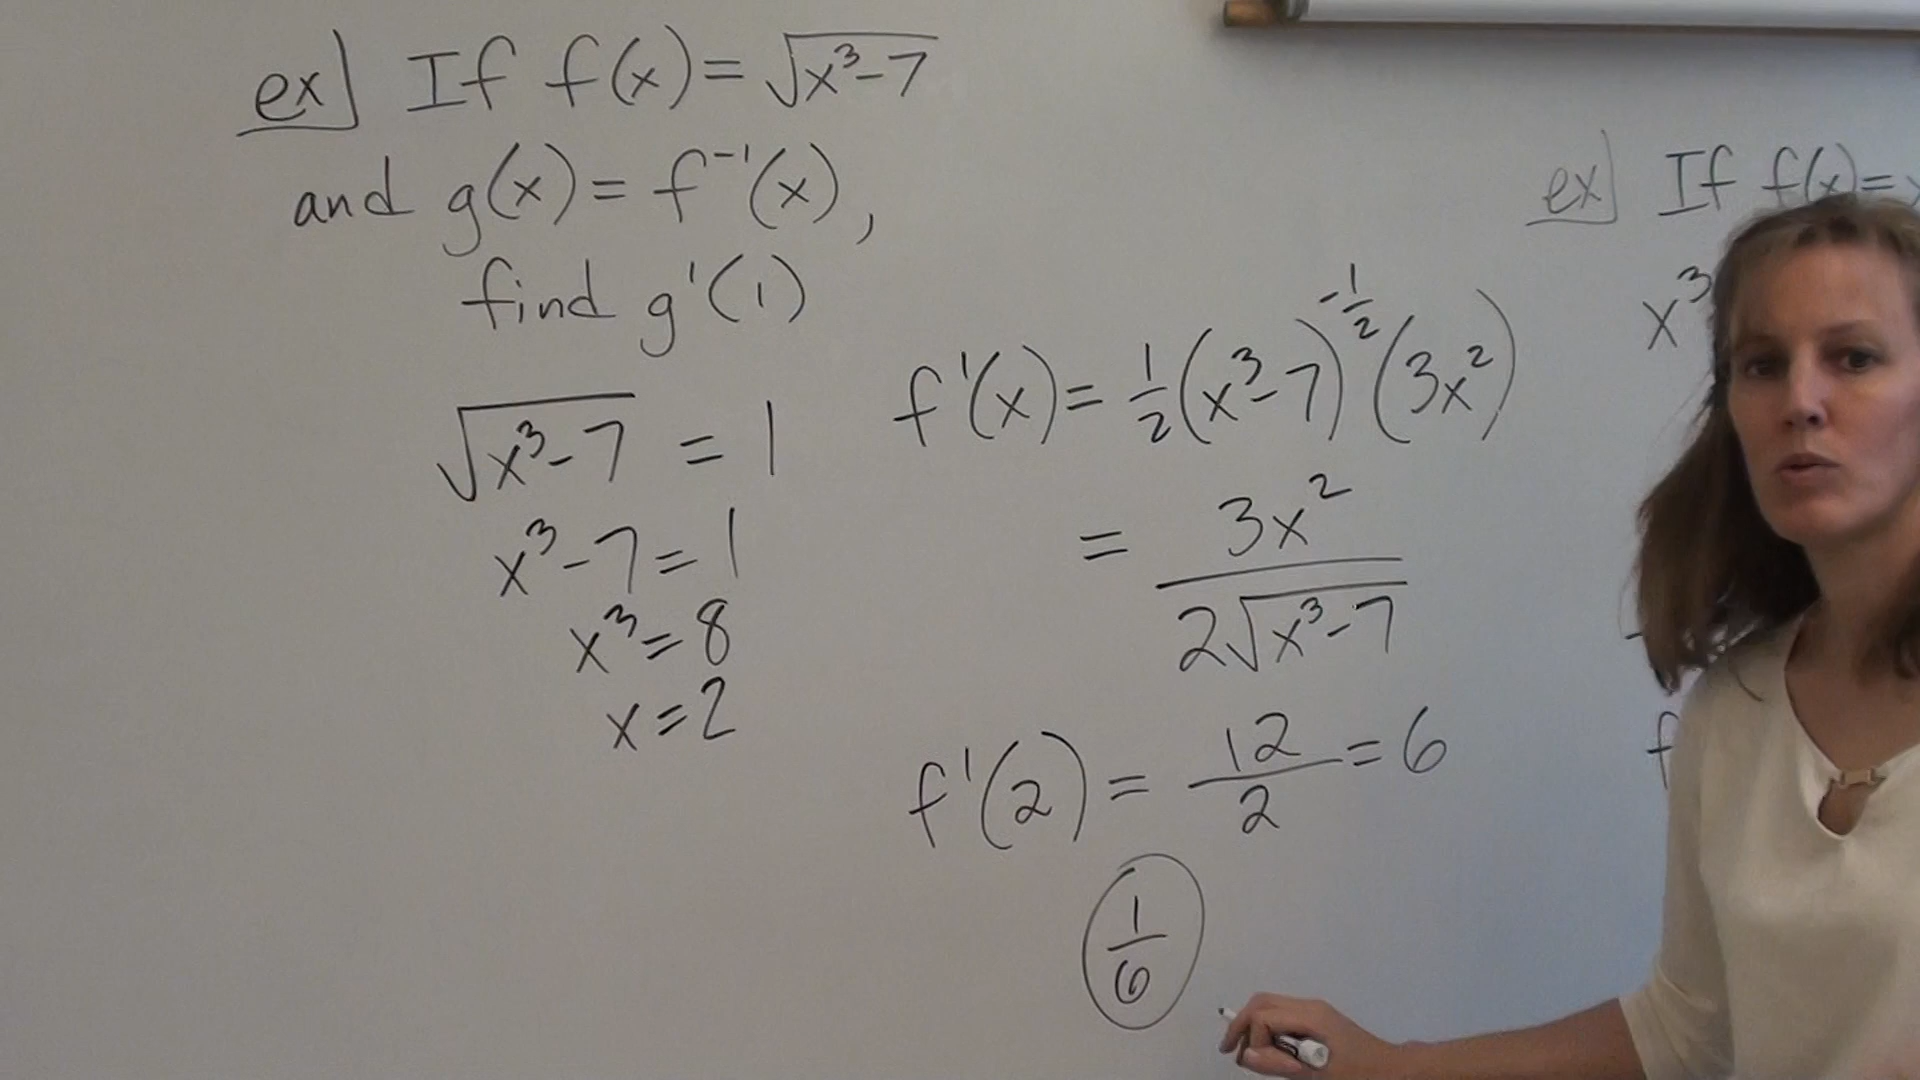 ex] If f(x) = √(x³-7)
and g(x) = f⁻¹(x),
find g'(1)
√(x³-7) = 1
x³-7 = 1
x³ = 8
x = 2
f'(x) = 1/2 (x³-7)^(-1/2) (3x²)
= 3x² / 2√(x³-7)
f'(2) = 12/2 = 6
1/6
ex] If f(x) =
x³
f